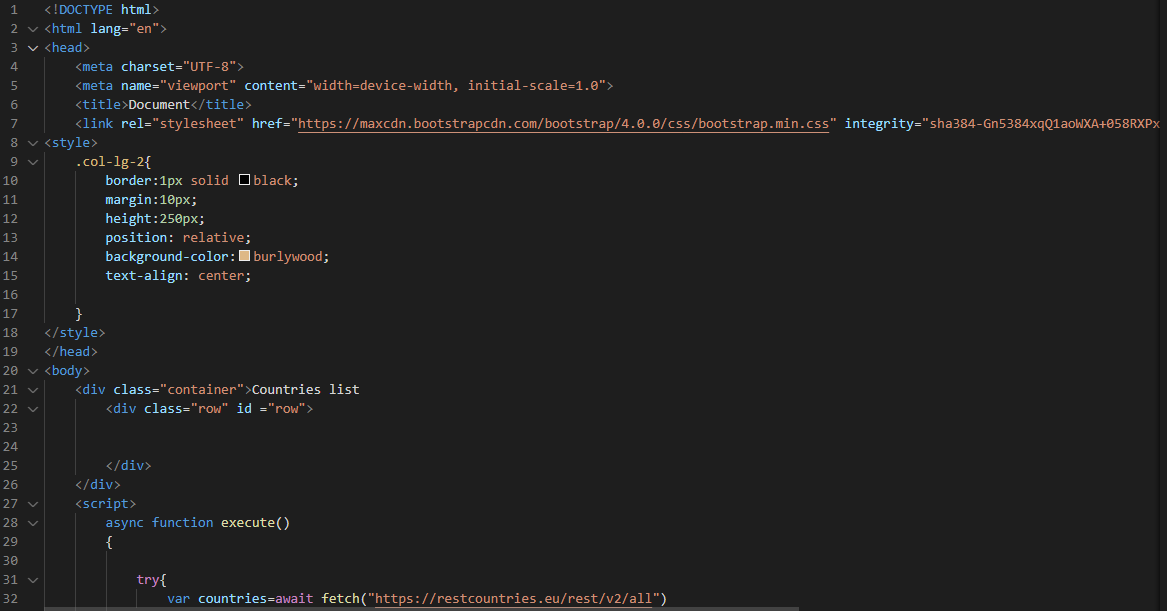 1 <!DOCTYPE html>
2 <html lang="en">
3 <head>
4 <meta charset="UTF-8">
5 <meta name="viewport" content="width=device-width, initial-scale=1.0">
6 <title>Document</title>
7 <link rel="stylesheet" href="https://maxcdn.bootstrapcdn.com/bootstrap/4.0.0/css/bootstrap.min.css" integrity="sha384-Gn5384xqQ1aoWXA+058RXPx
8 <style>
9 .col-lg-2{
10 border:1px solid black;
11 margin:10px;
12 height:250px;
13 position: relative;
14 background-color:burlywood;
15 text-align: center;
16
17 }
18 </style>
19 </head>
20 <body>
21 <div class="container">Countries list
22 <div class="row" id ="row">
23
24
25 </div>
26 </div>
27 <script>
28 async function execute()
29 {
30
31 try{
32 var countries=await fetch("https://restcountries.eu/rest/v2/all")